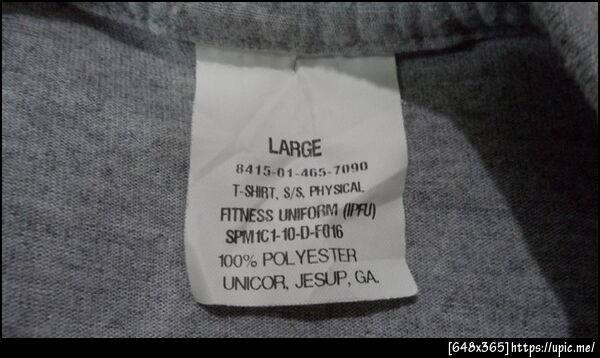 LARGE
8415-01-465-7090
T-SHIRT, S/S, PHYSICAL
FITNESS UNIFORM (IPFU)
SPM1C1-10-D-F016
100% POLYESTER
UNICOR, JESUP, GA.
[648x365]https://upic.me/